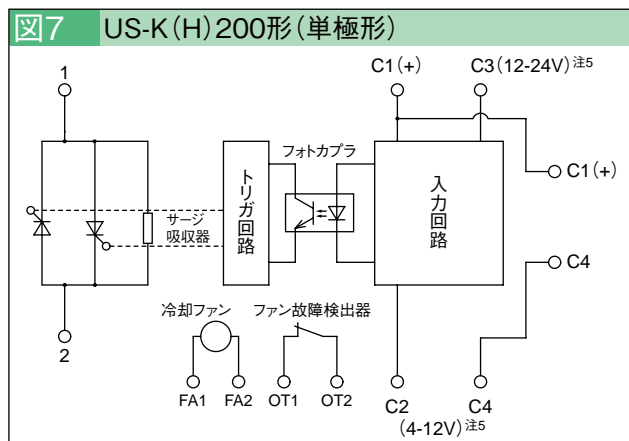 図7 US-K(H)200形(単極形)
1
C1(+)
C3(12-24V)注5
フォトカプラ
トリガ回路
入力回路
C1(+)
サージ
吸収器
C4
2
冷却ファン
ファン故障検出器
FA1
FA2
OT1
OT2
C2
(4-12V)注5
C4